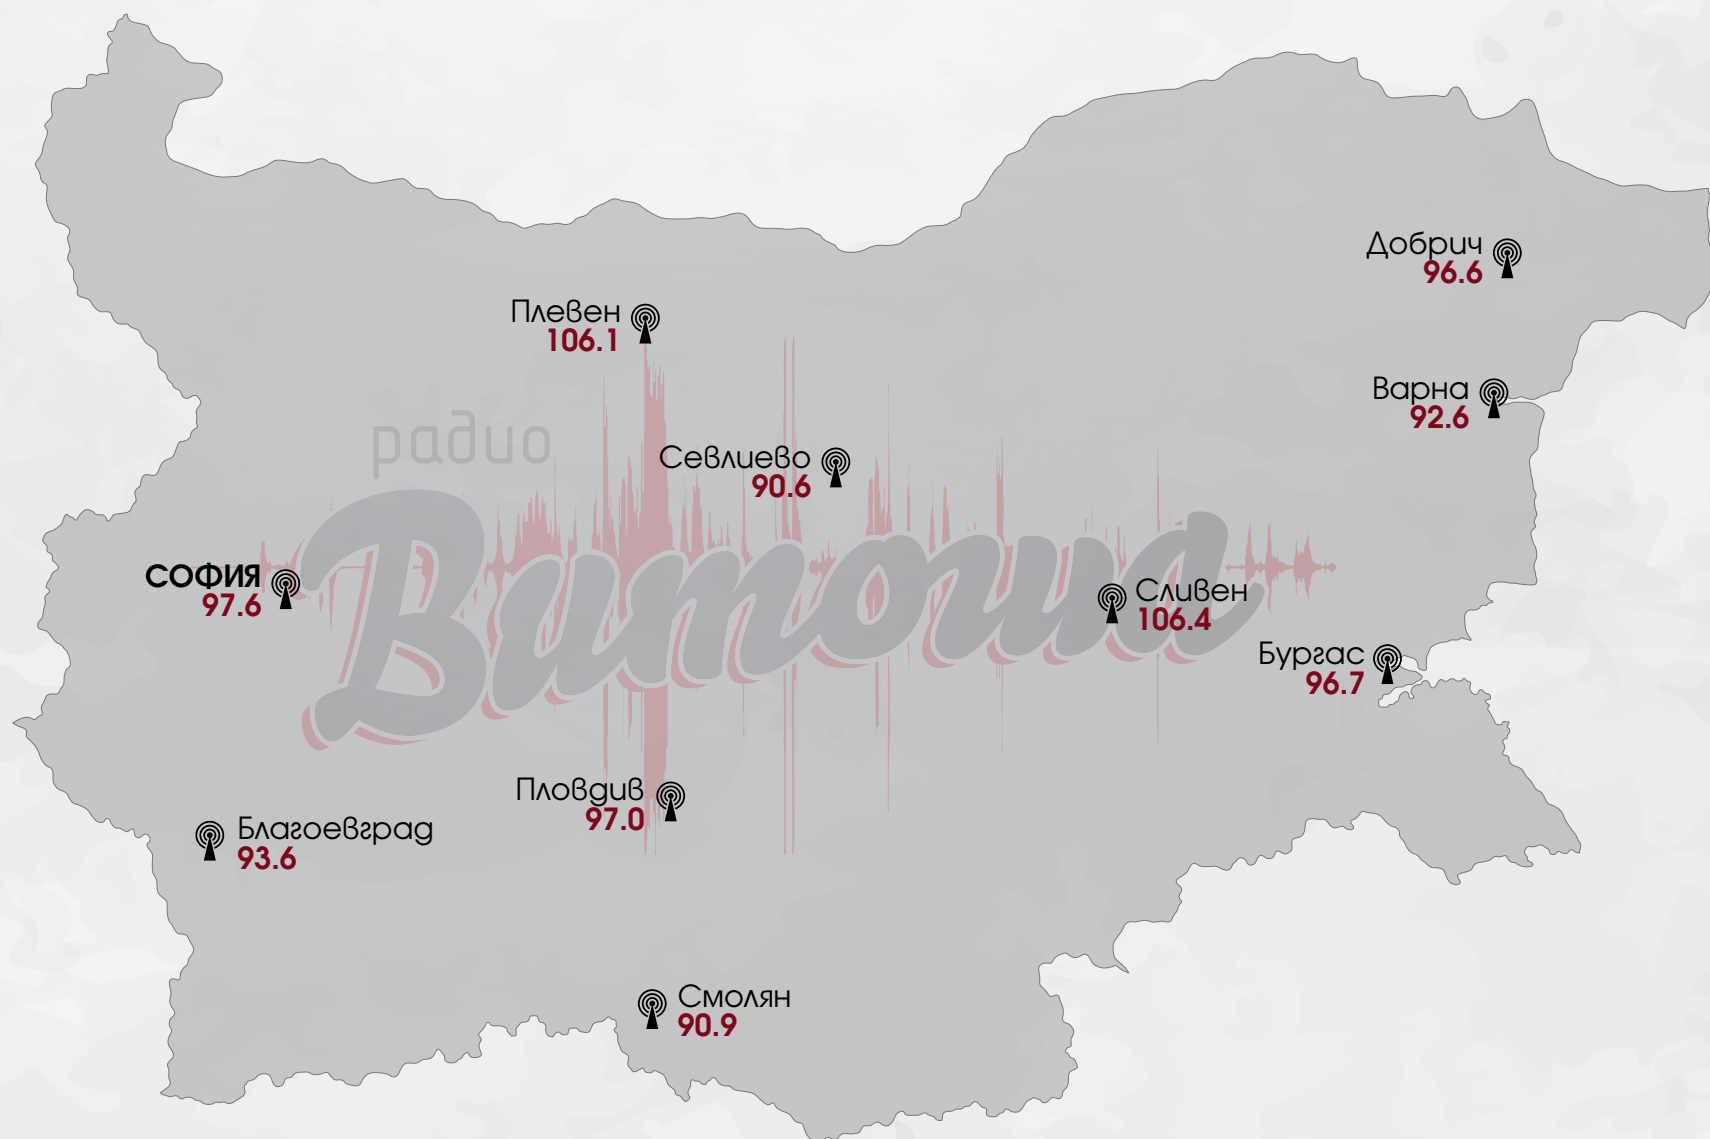 Добрич
96.6
Плевен
106.1
Варна
92.6
радио
Витоша
Севлиево
90.6
СОФИЯ
97.6
Сливен
106.4
Бургас
96.7
Пловдив
97.0
Благоевград
93.6
Смолян
90.9